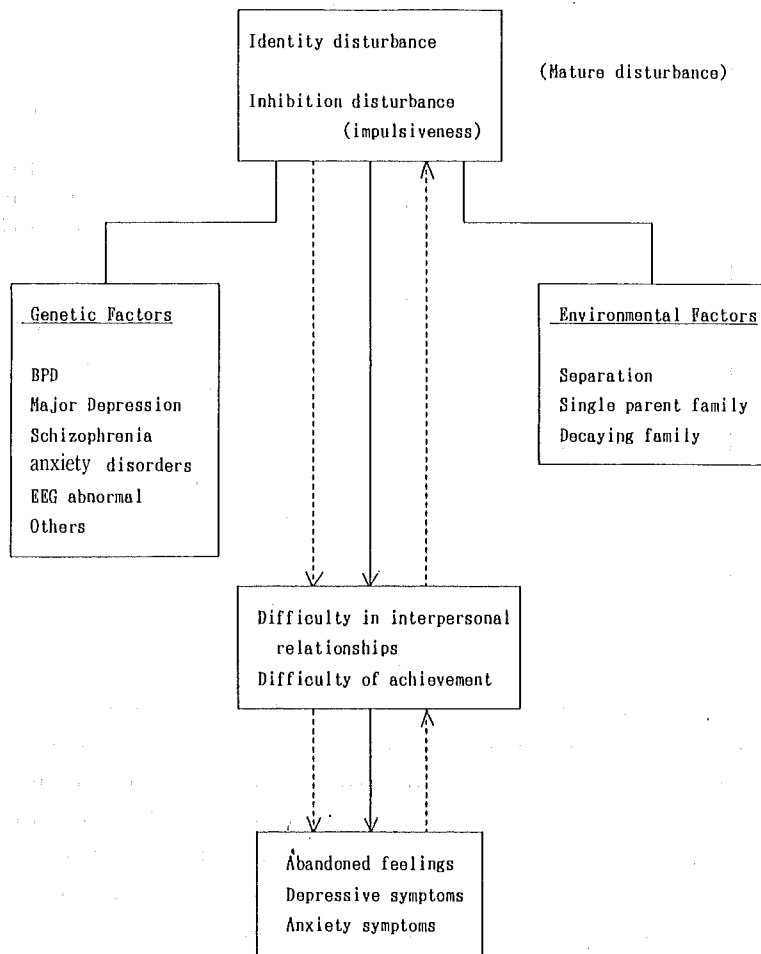 Identity disturbance
(Mature disturbance)
Inhibition disturbance
(impulsiveness)
Genetic Factors
BPD
Major Depression
Schizophrenia
anxiety disorders
EEG abnormal
Others
Environmental Factors
Separation
Single parent family
Decaying family
Difficulty in interpersonal
relationships
Difficulty of achievement
Abandoned feelings
Depressive symptoms
Anxiety symptoms